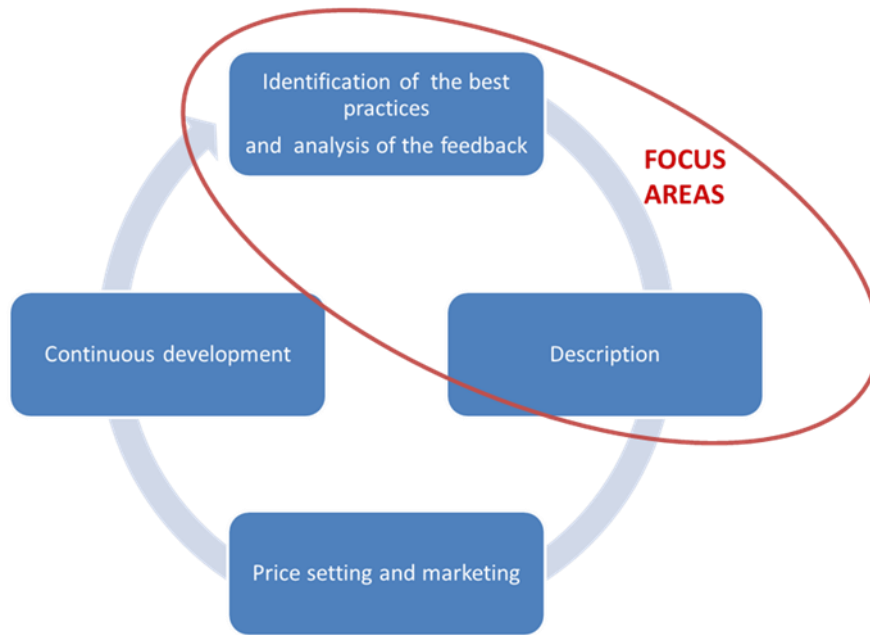 Identification of the best
practices
and analysis of the feedback
FOCUS
AREAS
Continuous development
Description
Price setting and marketing